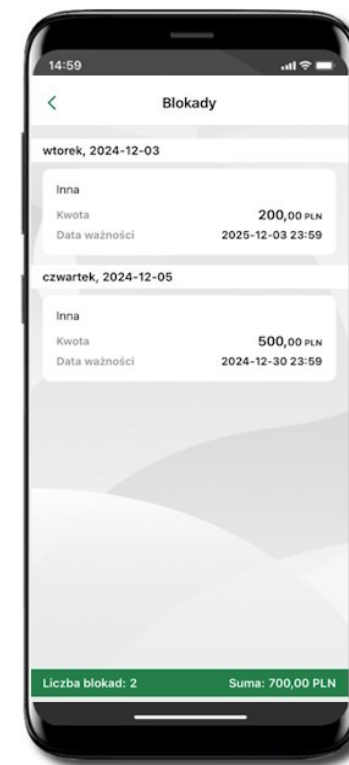 14:59
Blokady
wtorek, 2024-12-03
Inna
Kwota 200,00 PLN
Data ważności 2025-12-03 23:59
czwartek, 2024-12-05
Inna
Kwota 500,00 PLN
Data ważności 2024-12-30 23:59
Liczba blokad: 2 Suma: 700,00 PLN